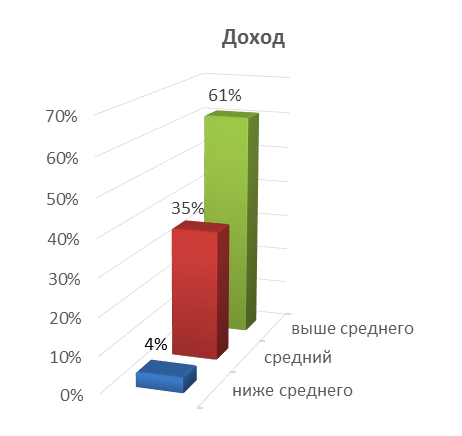 Доход
61%
70%
60%
50%
35%
40%
30%
20%
4%
10%
0%
выше среднего
средний
ниже среднего